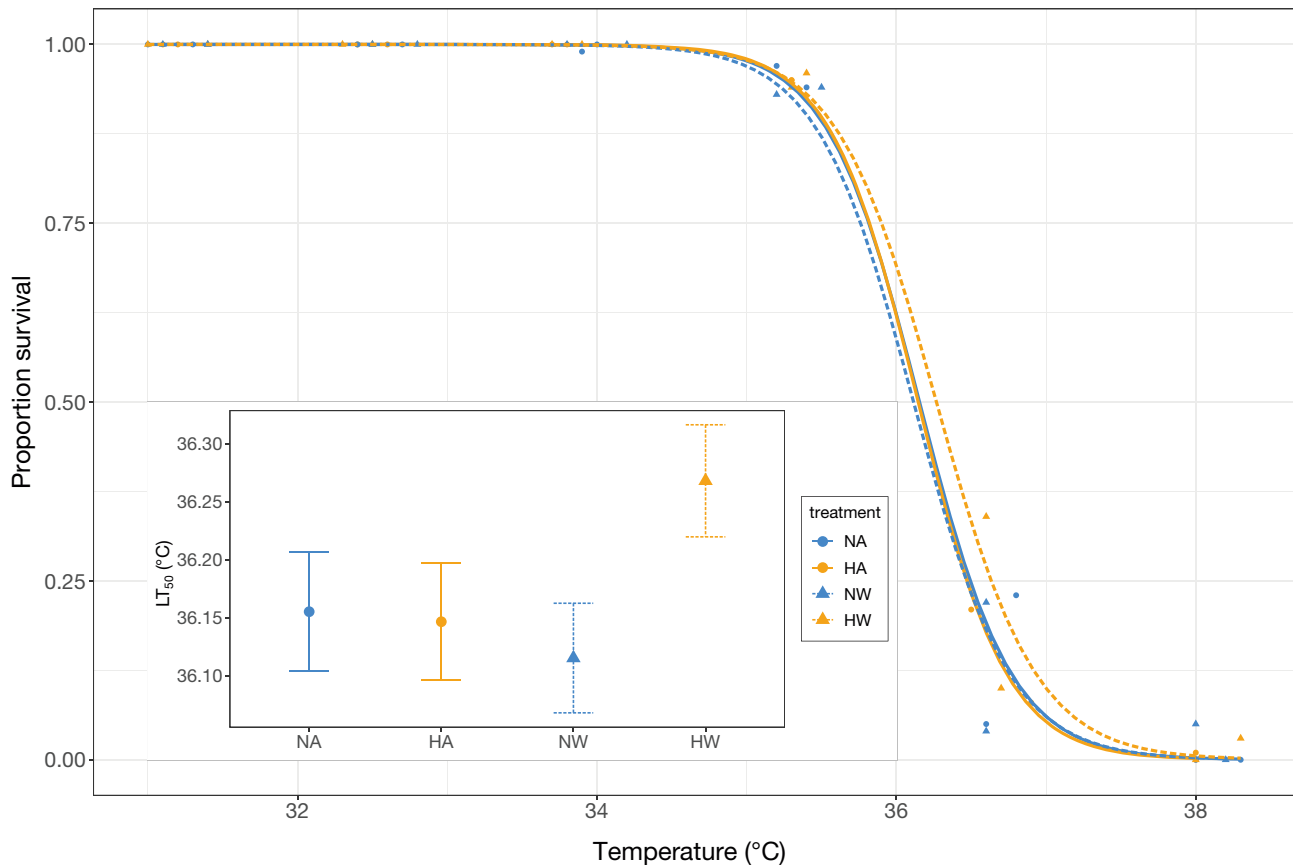 1.00
0.75
0.50
0.25
0.00
Proportion survival
32
34
36
38
Temperature (°C)
36.30
36.25
36.20
36.15
36.10
LT50 (°C)
NA
HA
NW
HW
treatment
NA
HA
NW
HW